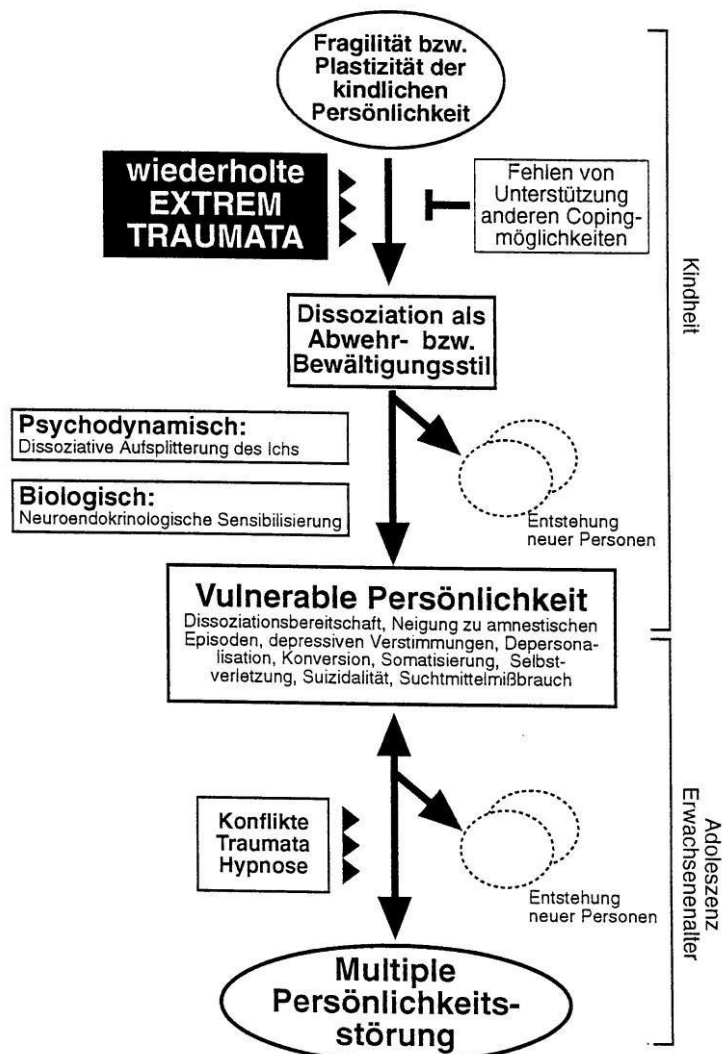 Fragilität bzw.
Plastizität der
kindlichen
Persönlichkeit
wiederholte
EXTREM
TRAUMATA
Fehlen von
Unterstützung
anderen Coping-
möglichkeiten
Kindheit
Dissoziation als
Abwehr- bzw.
Bewältigungsstil
Psychodynamisch:
Dissoziative Aufsplitterung des Ichs
Biologisch:
Neuroendokrinologische Sensibilisierung
Entstehung
neuer Personen
Vulnerable Persönlichkeit
Dissoziationsbereitschaft, Neigung zu amnestischen
Episoden, depressiven Verstimmungen, Depersona-
lisation, Konversion, Somatisierung, Selbst-
verletzung, Suizidalität, Suchtmittelmißbrauch
Konflikte
Traumata
Hypnose
Entstehung
neuer Personen
Adoleszenz
Erwachsenenalter
Multiple
Persönlichkeits-
störung